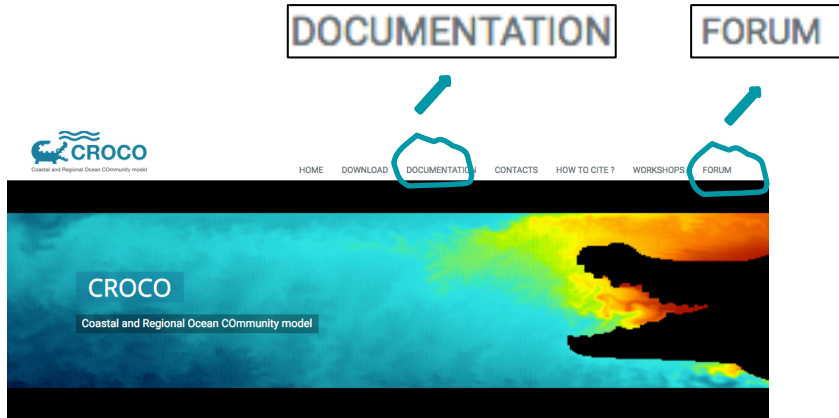 DOCUMENTATION FORUM
CROCO
Coastal and Regional Ocean COmmunity model
HOME DOWNLOAD DOCUMENTATION CONTACTS HOW TO CITE ? WORKSHOPS FORUM
CROCO
Coastal and Regional Ocean COmmunity model